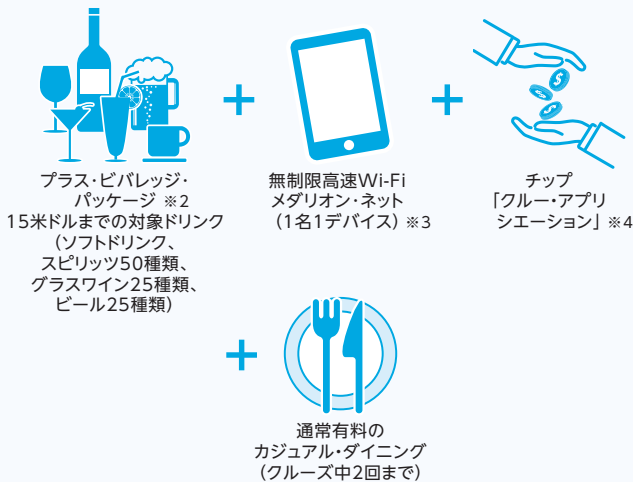 プラス・ビバレッジ・
パッケージ ※2
15米ドルまでの対象ドリンク
(ソフトドリンク、
スピリッツ50種類、
グラスワイン25種類、
ビール25種類)
+
無制限高速Wi-Fi
メダリオン・ネット
(1名1デバイス) ※3
+
チップ
「クルー・アプリ
シエーション」 ※4
+
通常有料の
カジュアル・ダイニング
(クルーズ中2回まで)